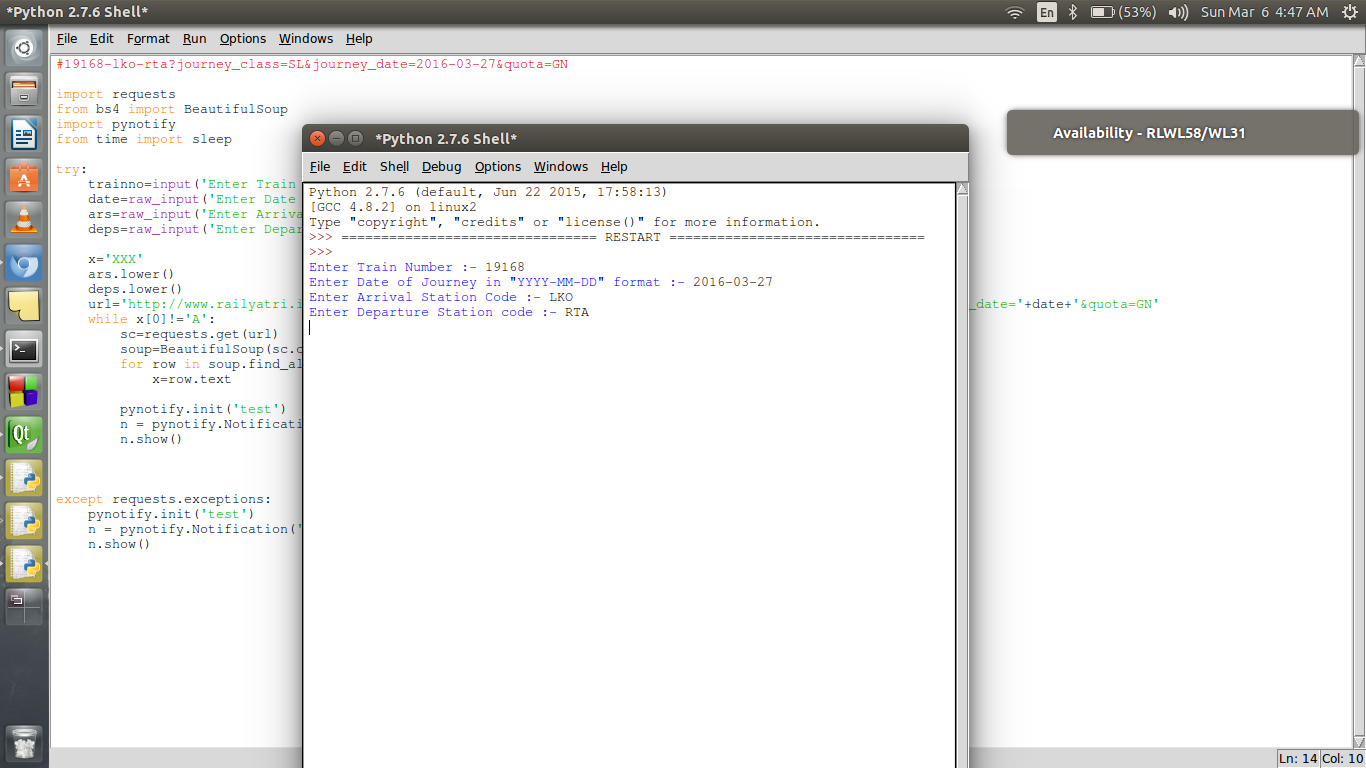 *Python 2.7.6 Shell*
En (53%) Sun Mar 6 4:47 AM
File Edit Format Run Options Windows Help
#19168-lko-rta?journey_class=SL&journey_date=2016-03-27&quota=GN
import requests
from bs4 import BeautifulSoup
import pynotify
from time import sleep
try:
trainno=input('Enter Train
date=raw_input('Enter Date
ars=raw_input('Enter Arriva
deps=raw_input('Enter Depar
x='XXX'
ars.lower()
deps.lower()
url='http://www.railyatri.i
_date='+date+'&quota=GN'
while x[0]!='A':
sc=requests.get(url)
soup=BeautifulSoup(sc.c
for row in soup.find_al
x=row.text
pynotify.init('test')
n = pynotify.Notificati
n.show()
except requests.exceptions:
pynotify.init('test')
n = pynotify.Notification('
n.show()
*Python 2.7.6 Shell*
File Edit Shell Debug Options Windows Help
Python 2.7.6 (default, Jun 22 2015, 17:58:13)
[GCC 4.8.2] on linux2
Type "copyright", "credits" or "license()" for more information.
>>> ================================ RESTART ================================
>>>
Enter Train Number :- 19168
Enter Date of Journey in "YYYY-MM-DD" format :- 2016-03-27
Enter Arrival Station Code :- LKO
Enter Departure Station code :- RTA
Availability - RLWL58/WL31
Qt
Ln: 14 Col: 10